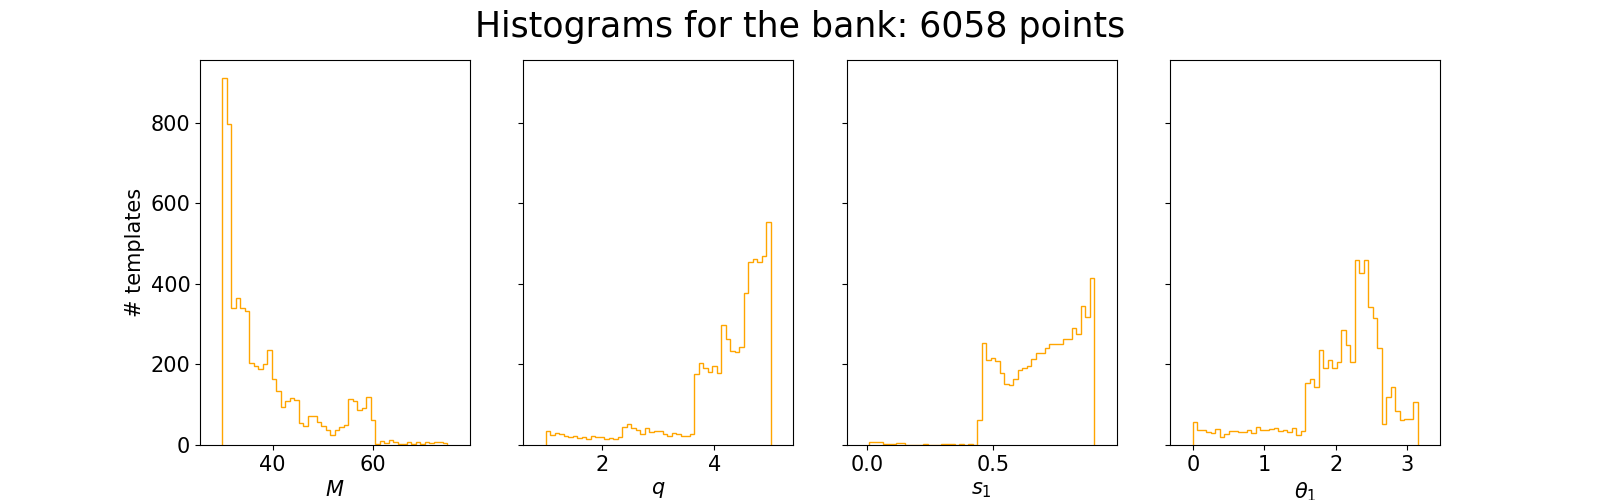 Histograms for the bank: 6058 points
# templates
800
600
400
200
0
40 60
M
2 4
q
0.0 0.5
s₁
0 1 2 3
θ₁